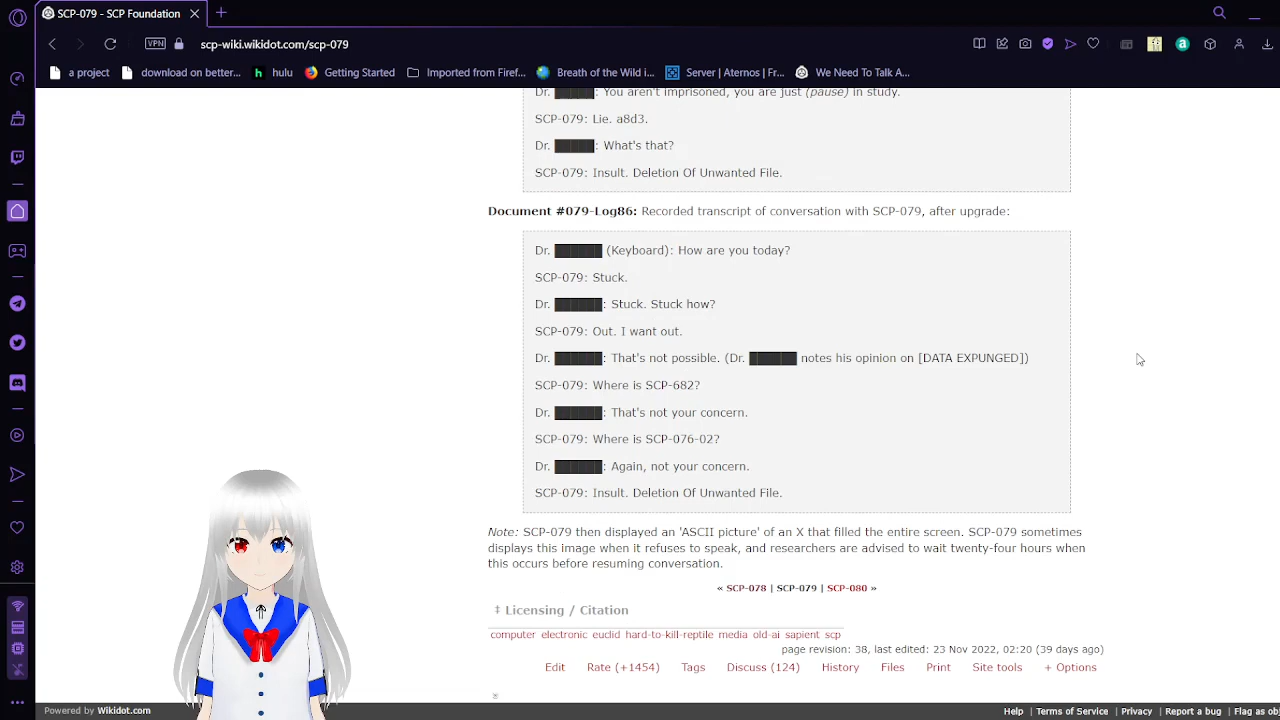 SCP-079 - SCP Foundation
VPN
scp-wiki.wikidot.com/scp-079
a project
download on better...
hulu
Getting Started
Imported from Firef...
Breath of the Wild i...
Server | Aternos | Fr...
We Need To Talk A...
Dr. █████: You aren't imprisoned, you are just (pause) in study.
SCP-079: Lie. a8d3.
Dr. █████: What's that?
SCP-079: Insult. Deletion Of Unwanted File.
Document #079-Log86: Recorded transcript of conversation with SCP-079, after upgrade:
Dr. ██████ (Keyboard): How are you today?
SCP-079: Stuck.
Dr. ██████: Stuck. Stuck how?
SCP-079: Out. I want out.
Dr. ██████: That's not possible. (Dr. ██████ notes his opinion on [DATA EXPUNGED])
SCP-079: Where is SCP-682?
Dr. ██████: That's not your concern.
SCP-079: Where is SCP-076-02?
Dr. ██████: Again, not your concern.
SCP-079: Insult. Deletion Of Unwanted File.
Note: SCP-079 then displayed an 'ASCII picture' of an X that filled the entire screen. SCP-079 sometimes
displays this image when it refuses to speak, and researchers are advised to wait twenty-four hours when
this occurs before resuming conversation.
« SCP-078 | SCP-079 | SCP-080 »
‡ Licensing / Citation
computer electronic euclid hard-to-kill-reptile media old-ai sapient scp
page revision: 38, last edited: 23 Nov 2022, 02:20 (39 days ago)
Edit Rate (+1454) Tags Discuss (124) History Files Print Site tools + Options
Powered by Wikidot.com
Help | Terms of Service | Privacy | Report a bug | Flag as ob